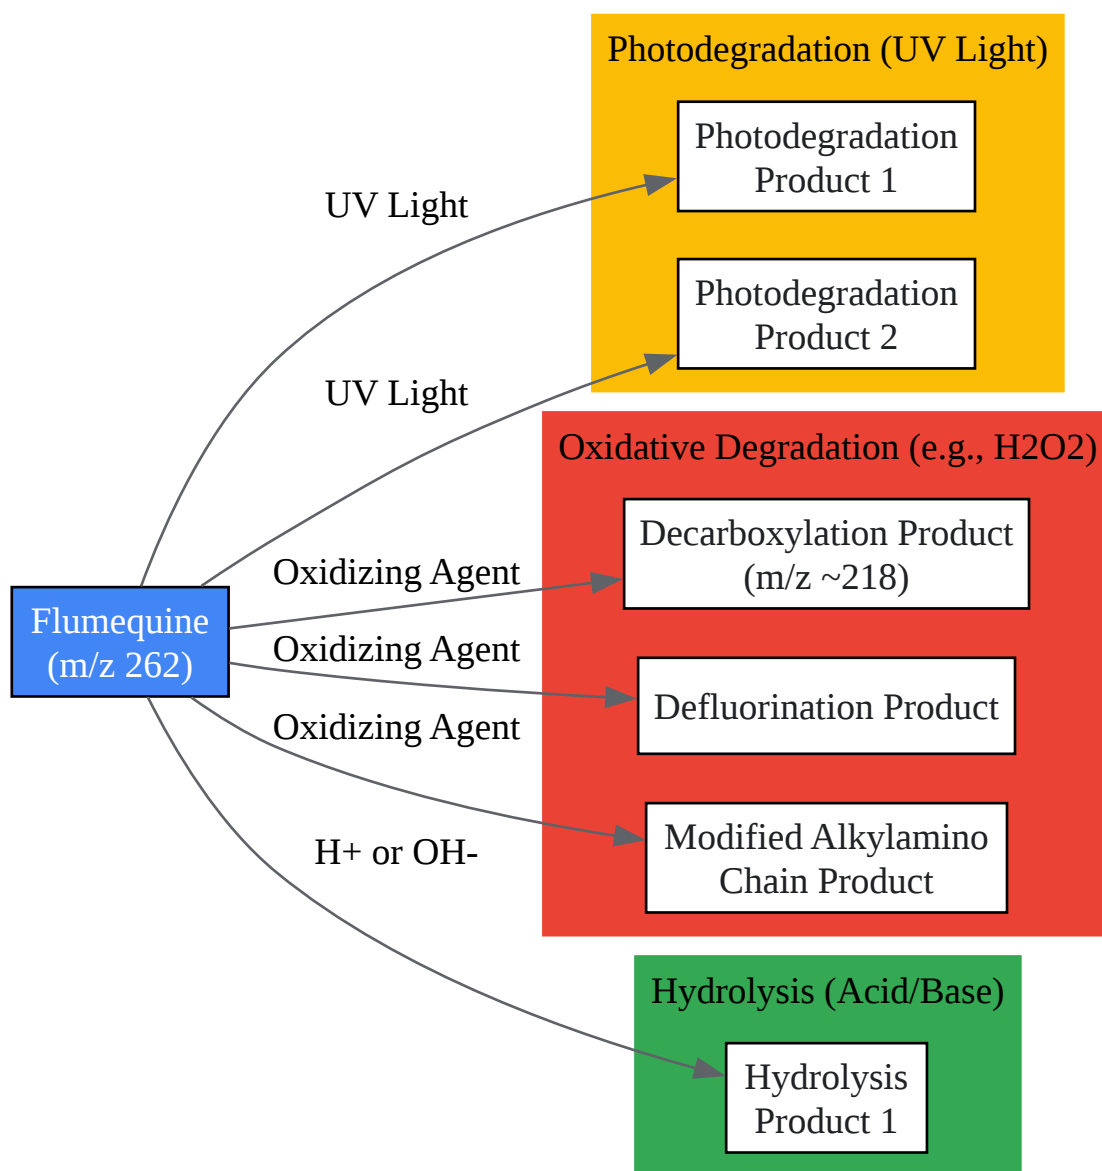 Photodegradation (UV Light)
Photodegradation
Product 1
UV Light
Photodegradation
Product 2
UV Light
Oxidative Degradation (e.g., H2O2)
Decarboxylation Product
(m/z ~218)
Oxidizing Agent
Flumequine
(m/z 262)
Oxidizing Agent
Defluorination Product
Oxidizing Agent
Modified Alkylamino
Chain Product
H+ or OH-
Hydrolysis (Acid/Base)
Hydrolysis
Product 1